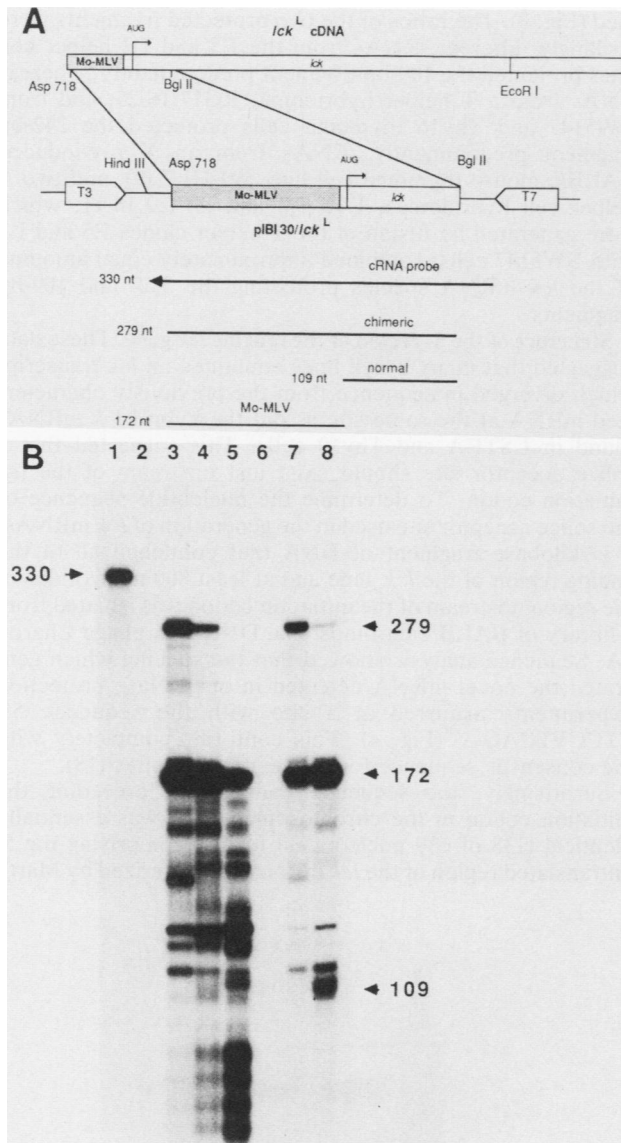 A
lck L cDNA
AUG
Mo-MLV
lck
Asp 718
Bgl II
EcoR I
Hind III
Asp 718
AUG
Bgl II
T3
Mo-MLV
lck
T7
pIBI 30/lck L
cRNA probe
330 nt
chimeric
279 nt
normal
109 nt
Mo-MLV
172 nt
B
1 2 3 4 5 6 7 8
330
279
172
109